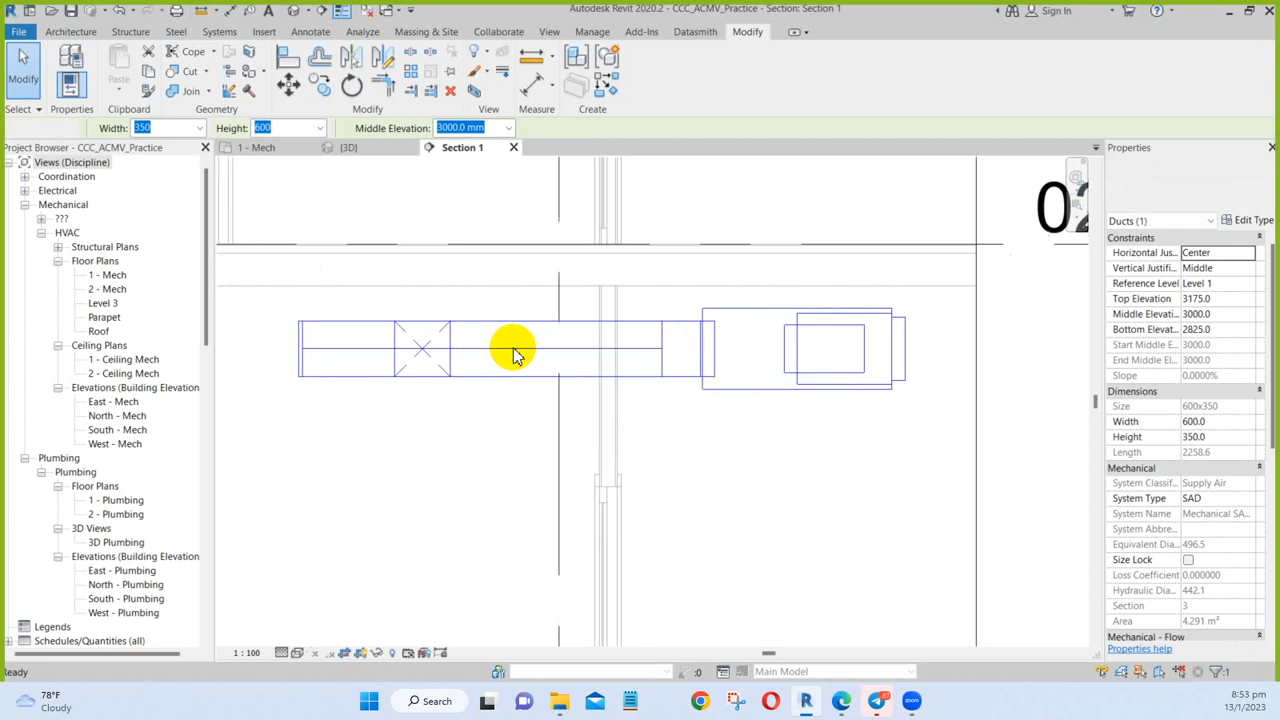 Autodesk Revit 2020.2 - CCC_ACMV_Practice - Section: Section 1
Sign In
File Architecture Structure Steel Systems Insert Annotate Analyze Massing & Site Collaborate View Manage Add-Ins Datasmith Modify
Modify
Paste
Cope
Cut
Join
Select Properties Clipboard Geometry Modify View Measure Create
Width: 350 Height: 600 Middle Elevation: 3000.0 mm
Project Browser - CCC_ACMV_Practice
1 - Mech {3D} Section 1
Properties
Views (Discipline)
Coordination
Electrical
Mechanical
???
HVAC
Structural Plans
Floor Plans
1 - Mech
2 - Mech
Level 3
Parapet
Roof
Ceiling Plans
1 - Ceiling Mech
2 - Ceiling Mech
Elevations (Building Elevation
East - Mech
North - Mech
South - Mech
West - Mech
Plumbing
Plumbing
Floor Plans
1 - Plumbing
2 - Plumbing
3D Views
3D Plumbing
Elevations (Building Elevation
East - Plumbing
North - Plumbing
South - Plumbing
West - Plumbing
Legends
Schedules/Quantities (all)
Ducts (1) Edit Type
Constraints
Horizontal Jus... Center
Vertical Justifi... Middle
Reference Level Level 1
Top Elevation 3175.0
Middle Elevati... 3000.0
Bottom Elevat... 2825.0
Start Middle E... 3000.0
End Middle El... 3000.0
Slope 0.0000%
Dimensions
Size 600x350
Width 600.0
Height 350.0
Length 2258.6
Mechanical
System Classif... Supply Air
System Type SAD
System Name Mechanical SA...
System Abbre...
Equivalent Dia... 496.5
Size Lock
Loss Coefficient 0.000000
Hydraulic Dia... 442.1
Section 3
Area 4.291 m²
Mechanical - Flow
Properties help
1 : 100
Ready
:0
Main Model
:1
78°F
Cloudy
Search
zoom
8:53 pm
13/1/2023